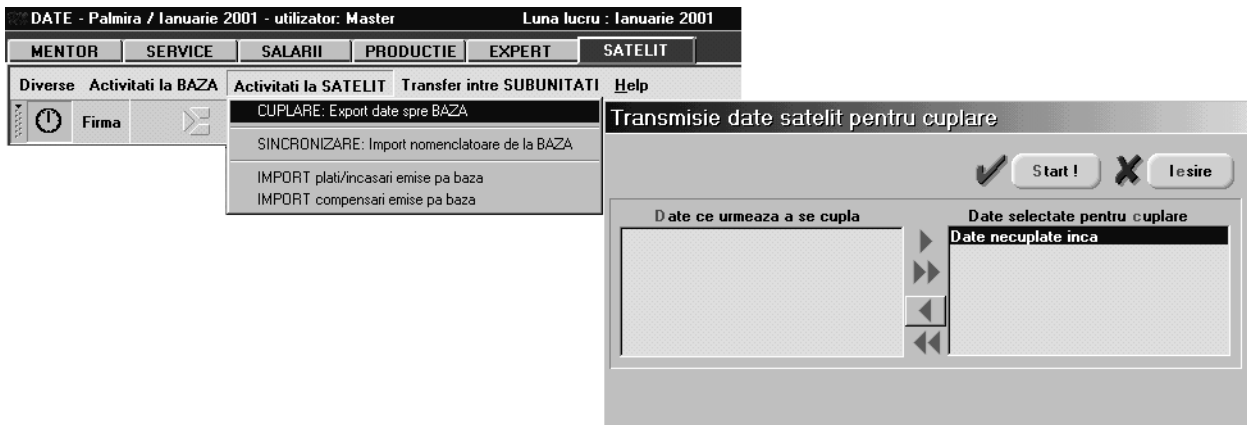 DATE - Palmira / Ianuarie 2001 - utilizator: Master Luna lucru : Ianuarie 2001
MENTOR SERVICE SALARII PRODUCTIE EXPERT SATELIT
Diverse Activitati la BAZA Activitati la SATELIT Transfer intre SUBUNITATI Help
Firma
CUPLARE: Export date spre BAZA
SINCRONIZARE: Import nomenclatoare de la BAZA
IMPORT plati/incasari emise pa baza
IMPORT compensari emise pa baza
Transmisie date satelit pentru cuplare
Start ! Iesire
Date ce urmeaza a se cupla Date selectate pentru cuplare
Date necuplate inca